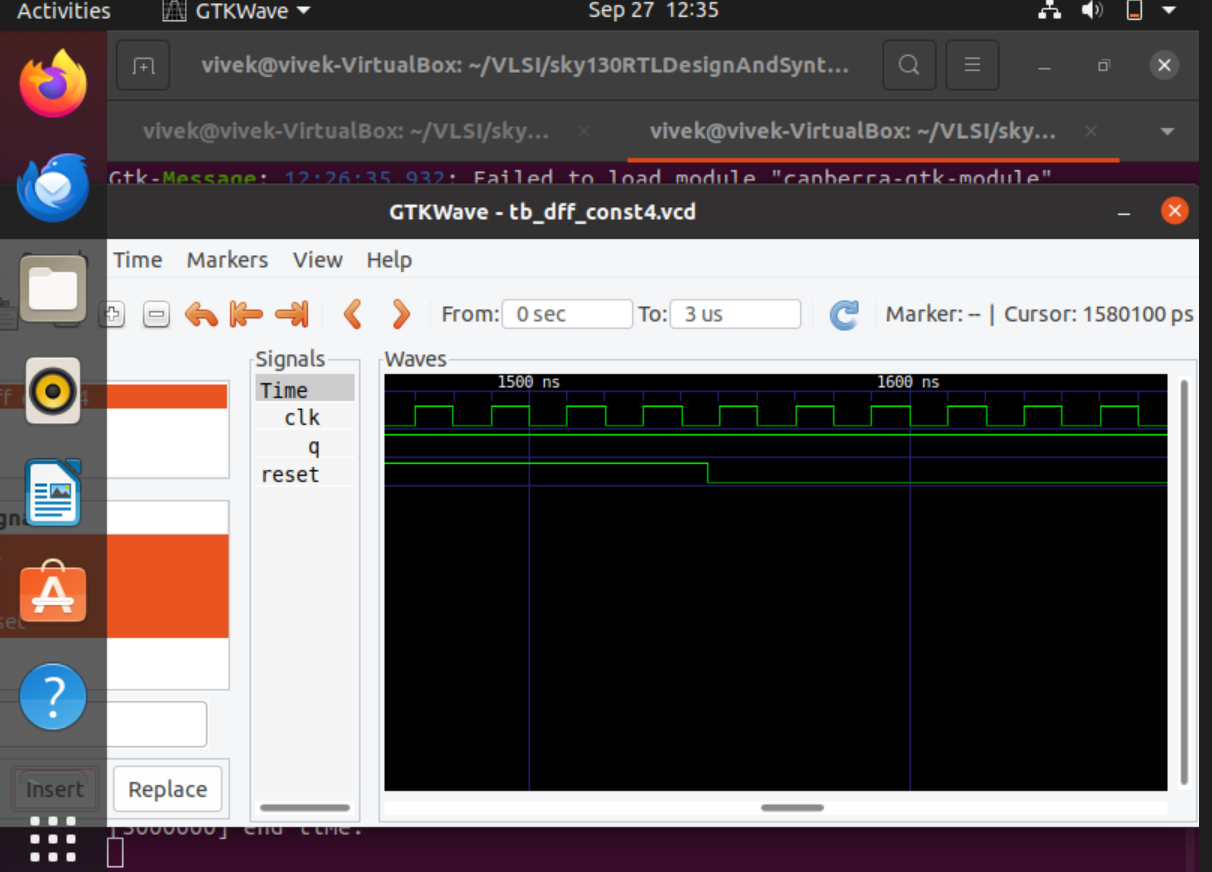 Activities GTKWave Sep 27 12:35
vivek@vivek-VirtualBox: ~/VLSI/sky130RTLDesignAndSynt...
vivek@vivek-VirtualBox: ~/VLSI/sky... × vivek@vivek-VirtualBox: ~/VLSI/sky... ×
Gtk-Message: 12:26:35.932: Failed to load module "canberra-gtk-module"
GTKWave - tb_dff_const4.vcd
Time Markers View Help
From: 0 sec To: 3 us Marker: -- | Cursor: 1580100 ps
Signals
Time
clk
q
reset
Waves
1500 ns 1600 ns
Insert Replace
[3000000] end time.